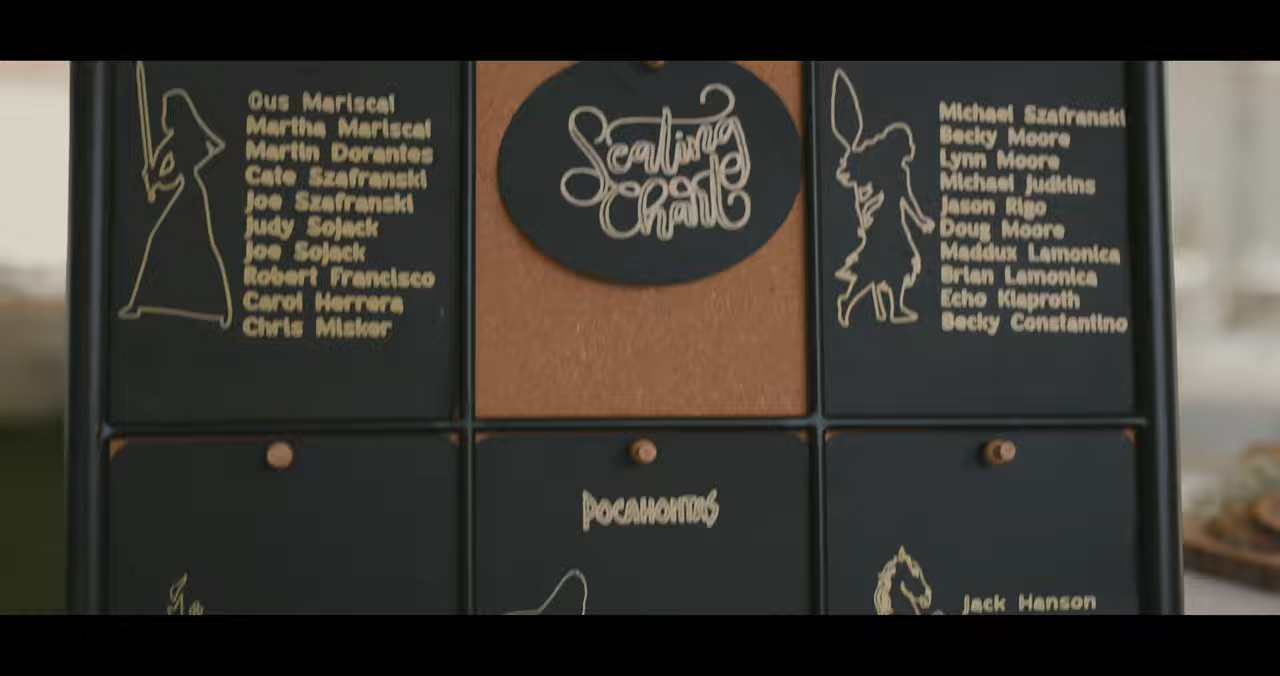 Gus Mariscal
Martha Mariscal
Martin Dorantes
Cate Szafranski
Joe Szafranski
Judy Sojack
Joe Sojack
Robert Francisco
Carol Herrera
Chris Misker
Seating
Chart
Michael Szafranski
Becky Moore
Lynn Moore
Michael Judkins
Jason Rigo
Doug Moore
Maddux Lamonica
Brian Lamonica
Echo Klaproth
Becky Constantino
POCAHONTAS
Jack Hanson